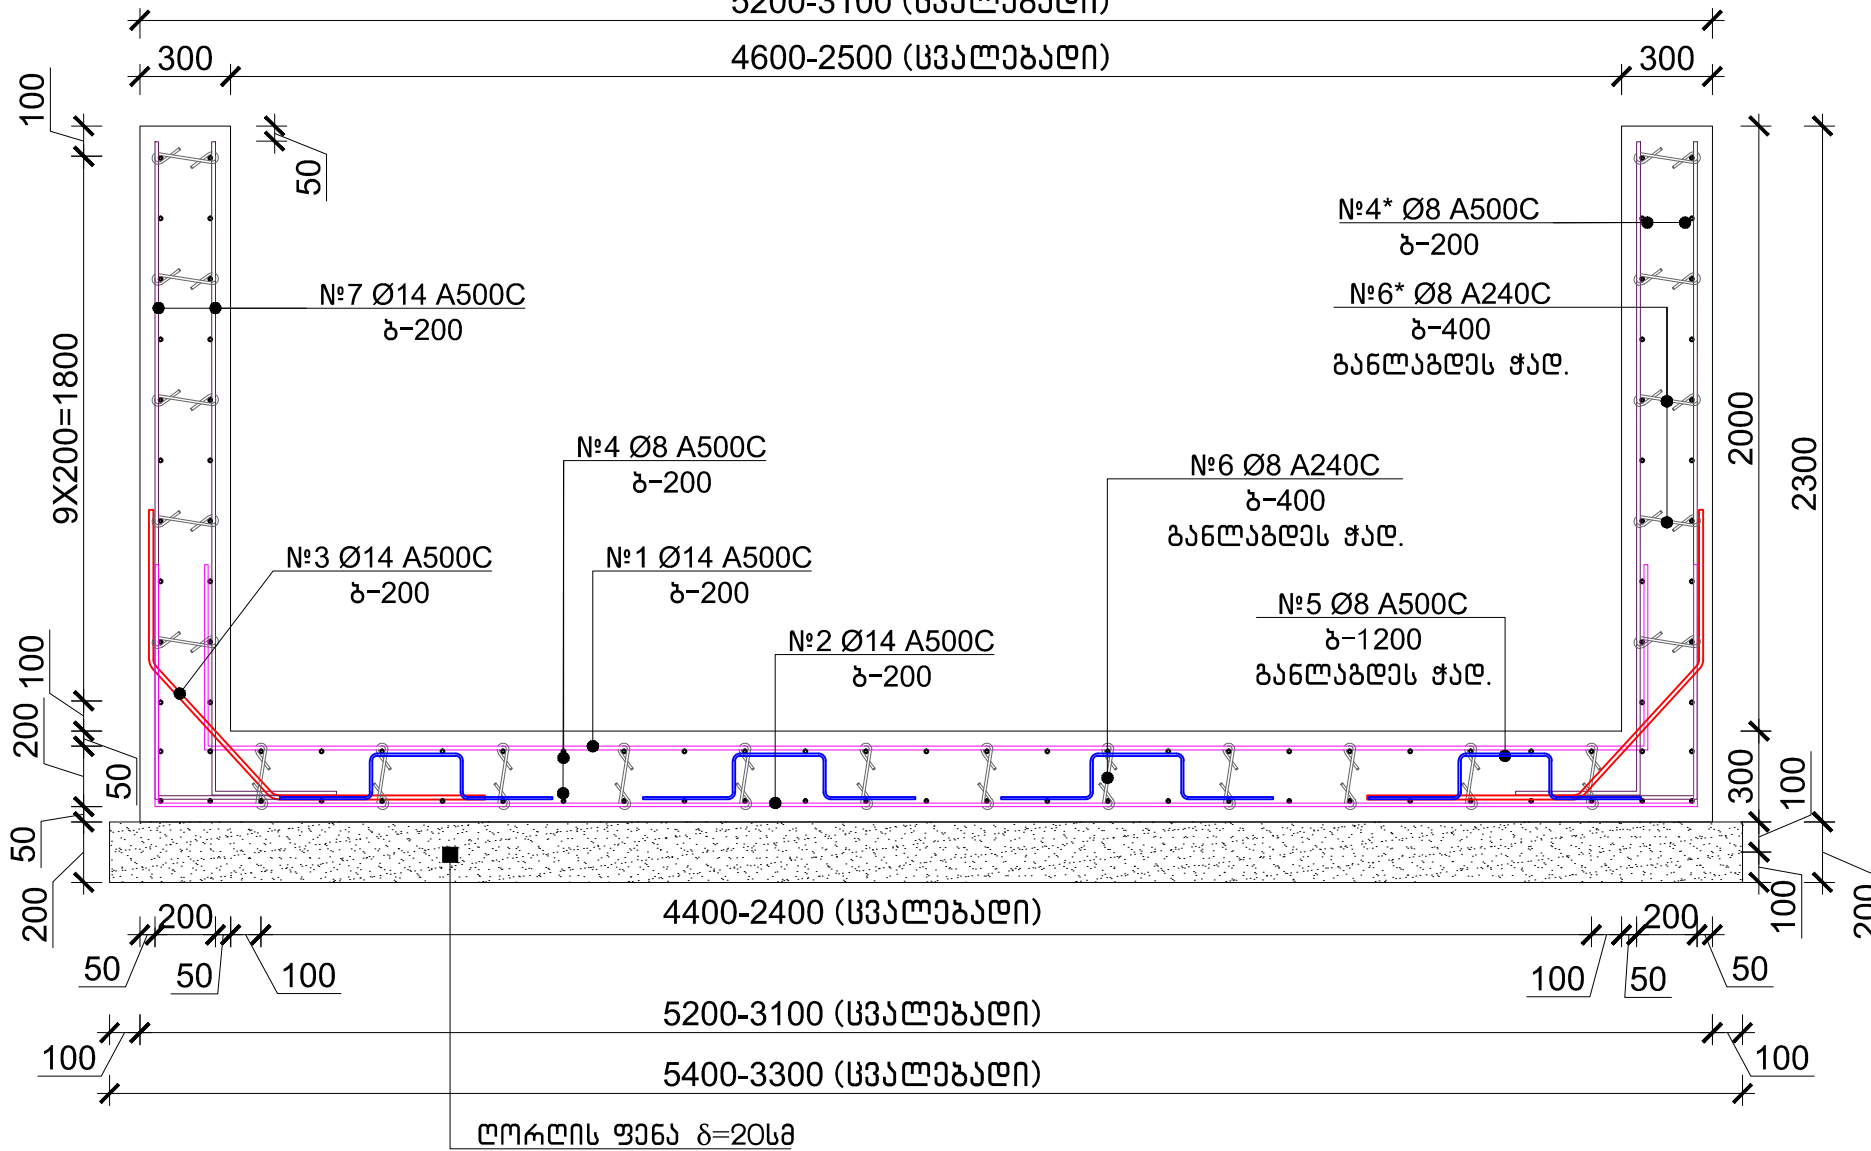 5200-3100 (ცვალებადი)
300
4600-2500 (ცვალებადი)
300
100
50
№4* Ø8 A500C
ბ-200
№7 Ø14 A500C
ბ-200
№6* Ø8 A240C
ბ-400
განლაგდეს ჭად.
9X200=1800
2000
2300
№4 Ø8 A500C
ბ-200
№6 Ø8 A240C
ბ-400
განლაგდეს ჭად.
№3 Ø14 A500C
ბ-200
№1 Ø14 A500C
ბ-200
№5 Ø8 A500C
ბ-1200
განლაგდეს ჭად.
№2 Ø14 A500C
ბ-200
100
200
50
50
200
300
100
100
200
4400-2400 (ცვალებადი)
200
200
50
50
100
100
50
50
5200-3100 (ცვალებადი)
100
100
5400-3300 (ცვალებადი)
ღორღის ფენა δ=20სმ